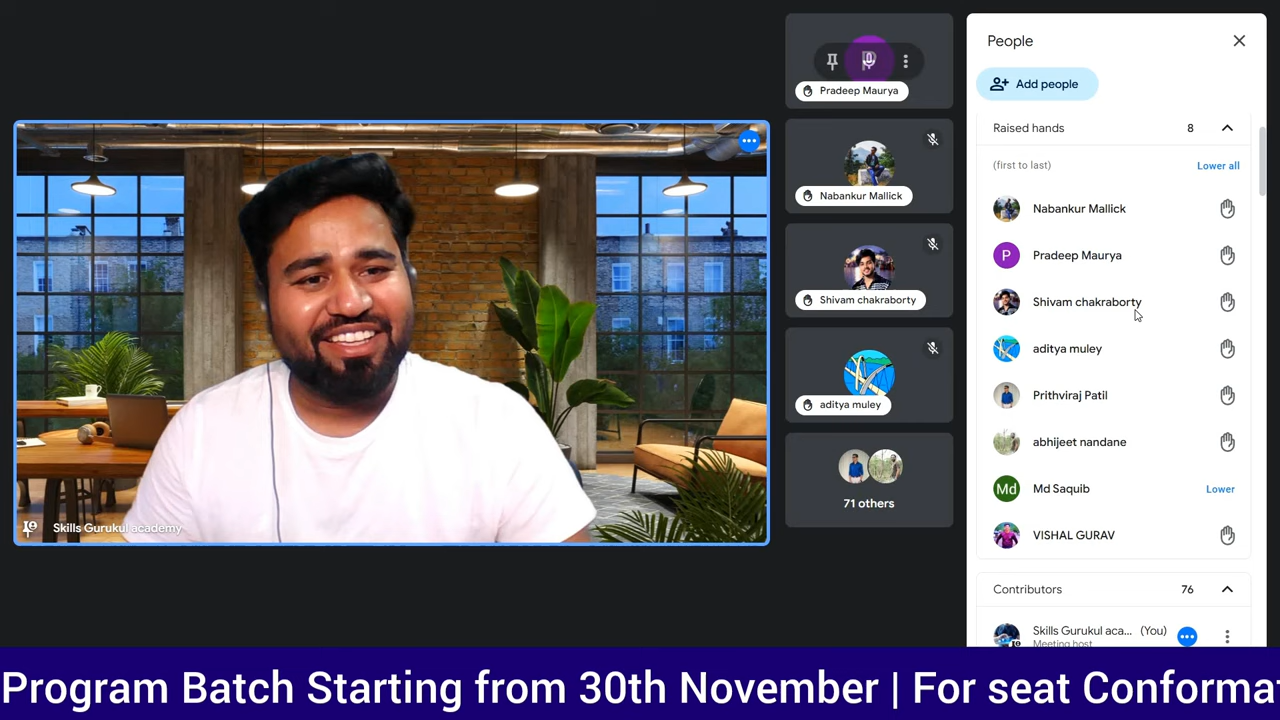 Skills Gurukul academy
Pradeep Maurya
Nabankur Mallick
Shivam chakraborty
aditya muley
71 others
People
Add people
Raised hands 8
(first to last) Lower all
Nabankur Mallick
P Pradeep Maurya
Shivam chakraborty
aditya muley
Prithviraj Patil
abhijeet nandane
Md Md Saquib Lower
VISHAL GURAV
Contributors 76
Skills Gurukul aca... (You)
Meeting host
Program Batch Starting from 30th November | For seat Conformat